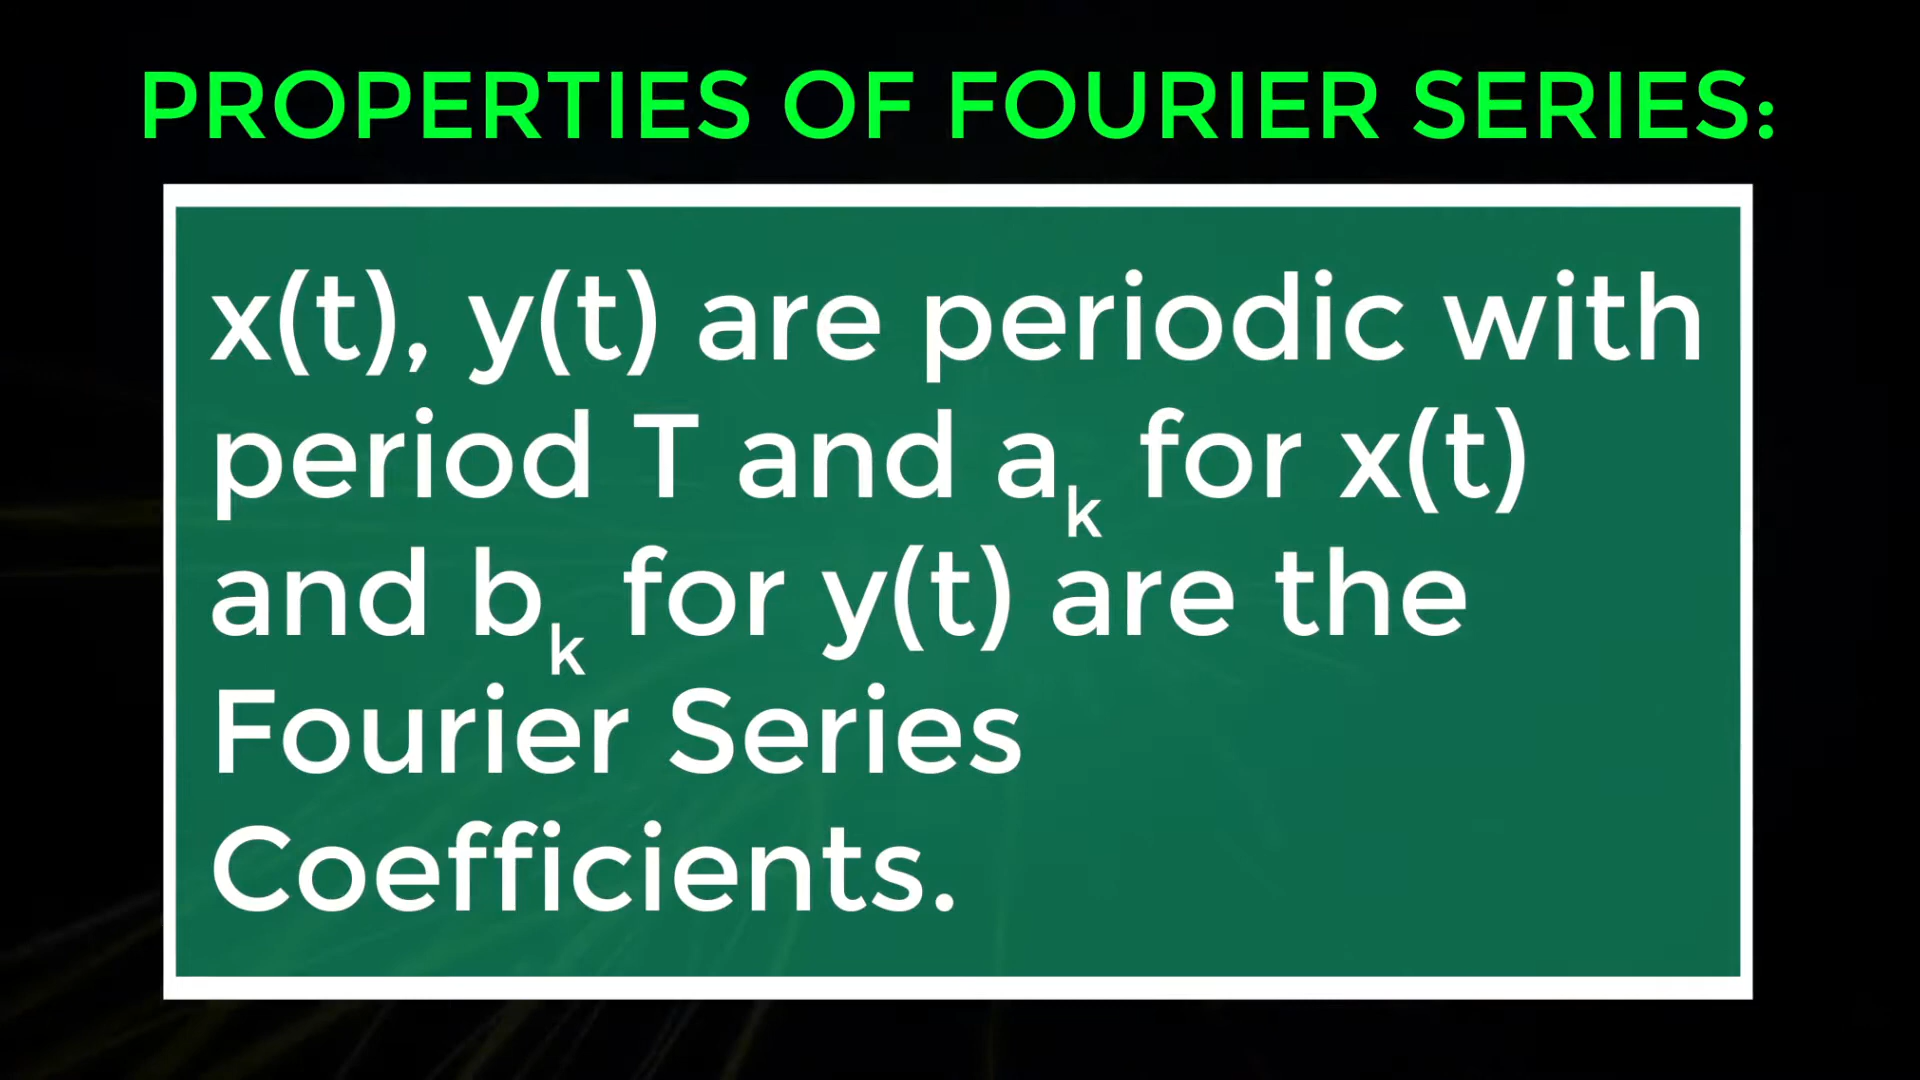 PROPERTIES OF FOURIER SERIES:
x(t), y(t) are periodic with
period T and aₖ for x(t)
and bₖ for y(t) are the
Fourier Series
Coefficients.